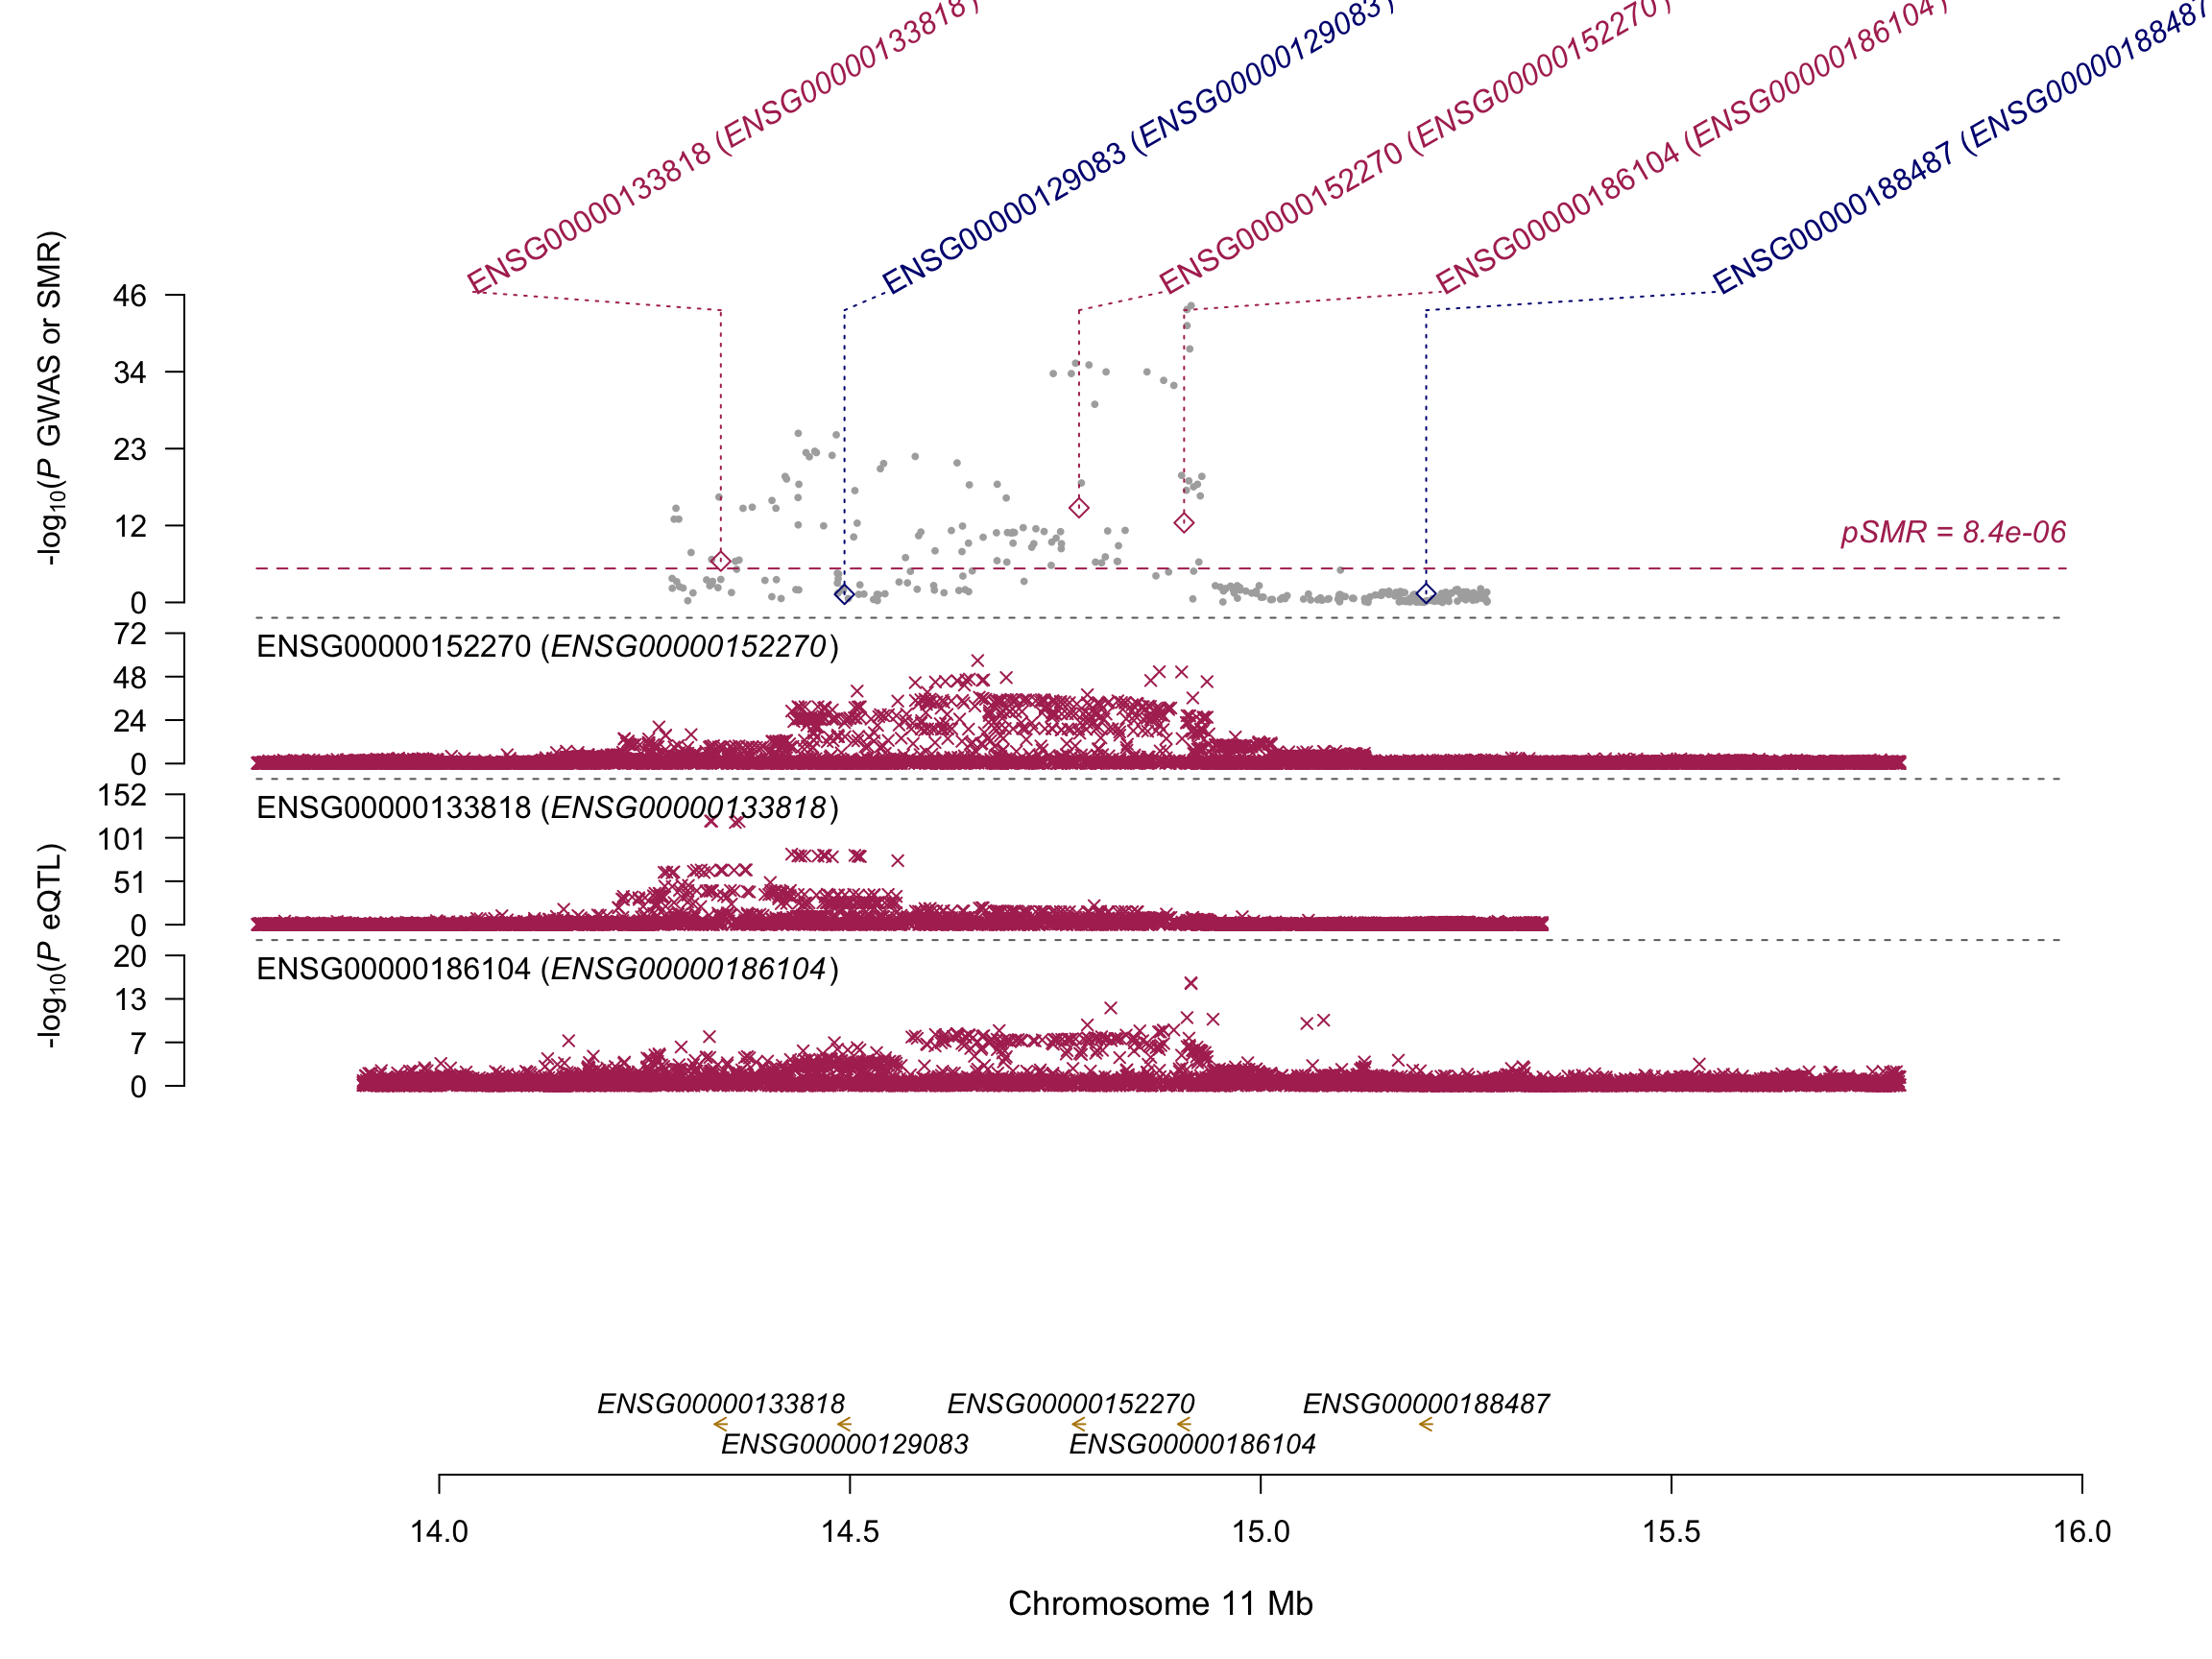 ENSG00000133818 (ENSG00000133818)
ENSG00000129083 (ENSG00000129083)
ENSG00000152270 (ENSG00000152270)
ENSG00000186104 (ENSG00000186104)
ENSG00000188487 (ENSG00000188487
-log10(P GWAS or SMR)
46
34
23
12
0
pSMR = 8.4e-06
72
48
24
0
ENSG00000152270 (ENSG00000152270)
-log10(P eQTL)
152
101
51
0
ENSG00000133818 (ENSG00000133818)
20
13
7
0
ENSG00000186104 (ENSG00000186104)
ENSG00000133818 ENSG00000152270 ENSG00000188487
ENSG00000129083 ENSG00000186104
14.0 14.5 15.0 15.5 16.0
Chromosome 11 Mb